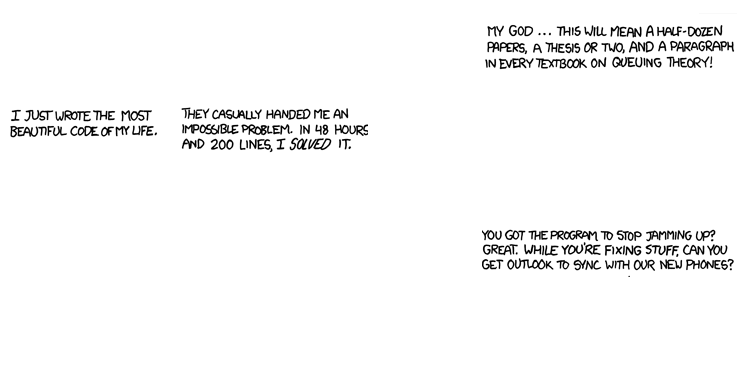 I JUST WROTE THE MOST
BEAUTIFUL CODE OF MY LIFE.
THEY CASUALLY HANDED ME AN
IMPOSSIBLE PROBLEM. IN 48 HOURS
AND 200 LINES, I SOLVED IT.
MY GOD ... THIS WILL MEAN A HALF-DOZEN
PAPERS, A THESIS OR TWO, AND A PARAGRAPH
IN EVERY TEXTBOOK ON QUEUING THEORY!
YOU GOT THE PROGRAM TO STOP JAMMING UP?
GREAT. WHILE YOU'RE FIXING STUFF, CAN YOU
GET OUTLOOK TO SYNC WITH OUR NEW PHONES?